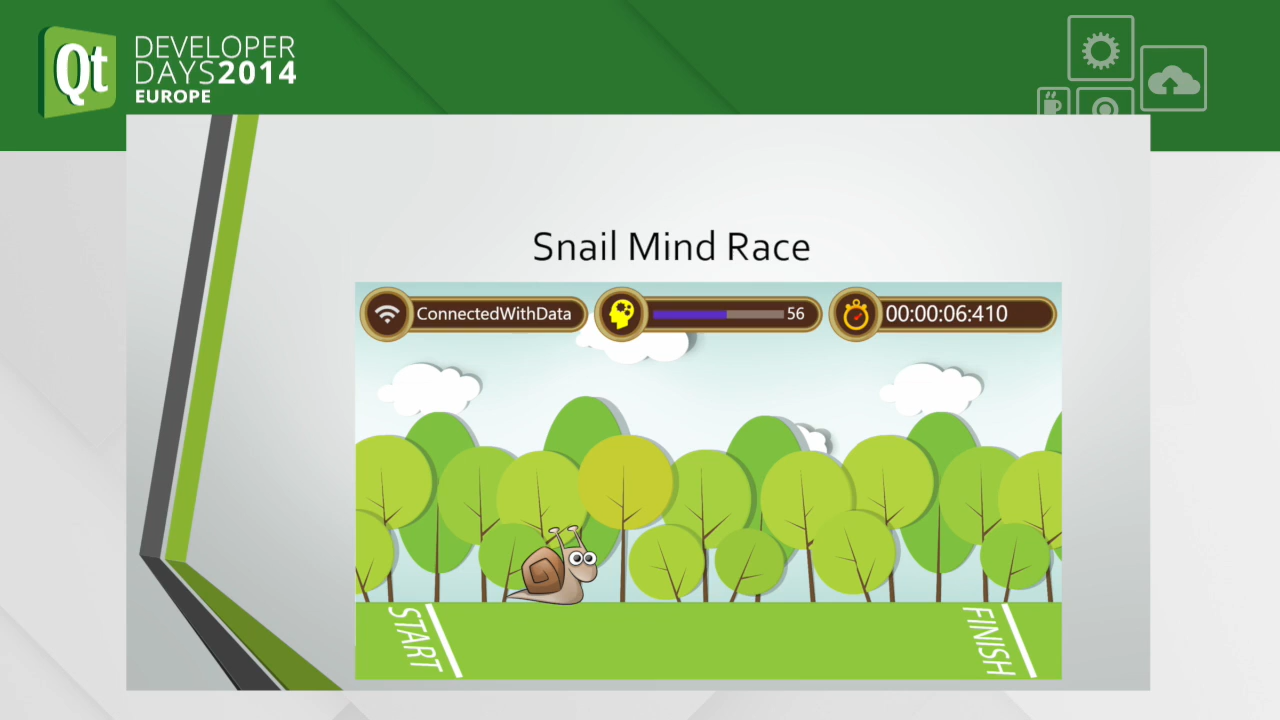 Qt
DEVELOPER
DAYS2014
EUROPE
Snail Mind Race
ConnectedWithData
56
00:00:06:410
START
FINISH